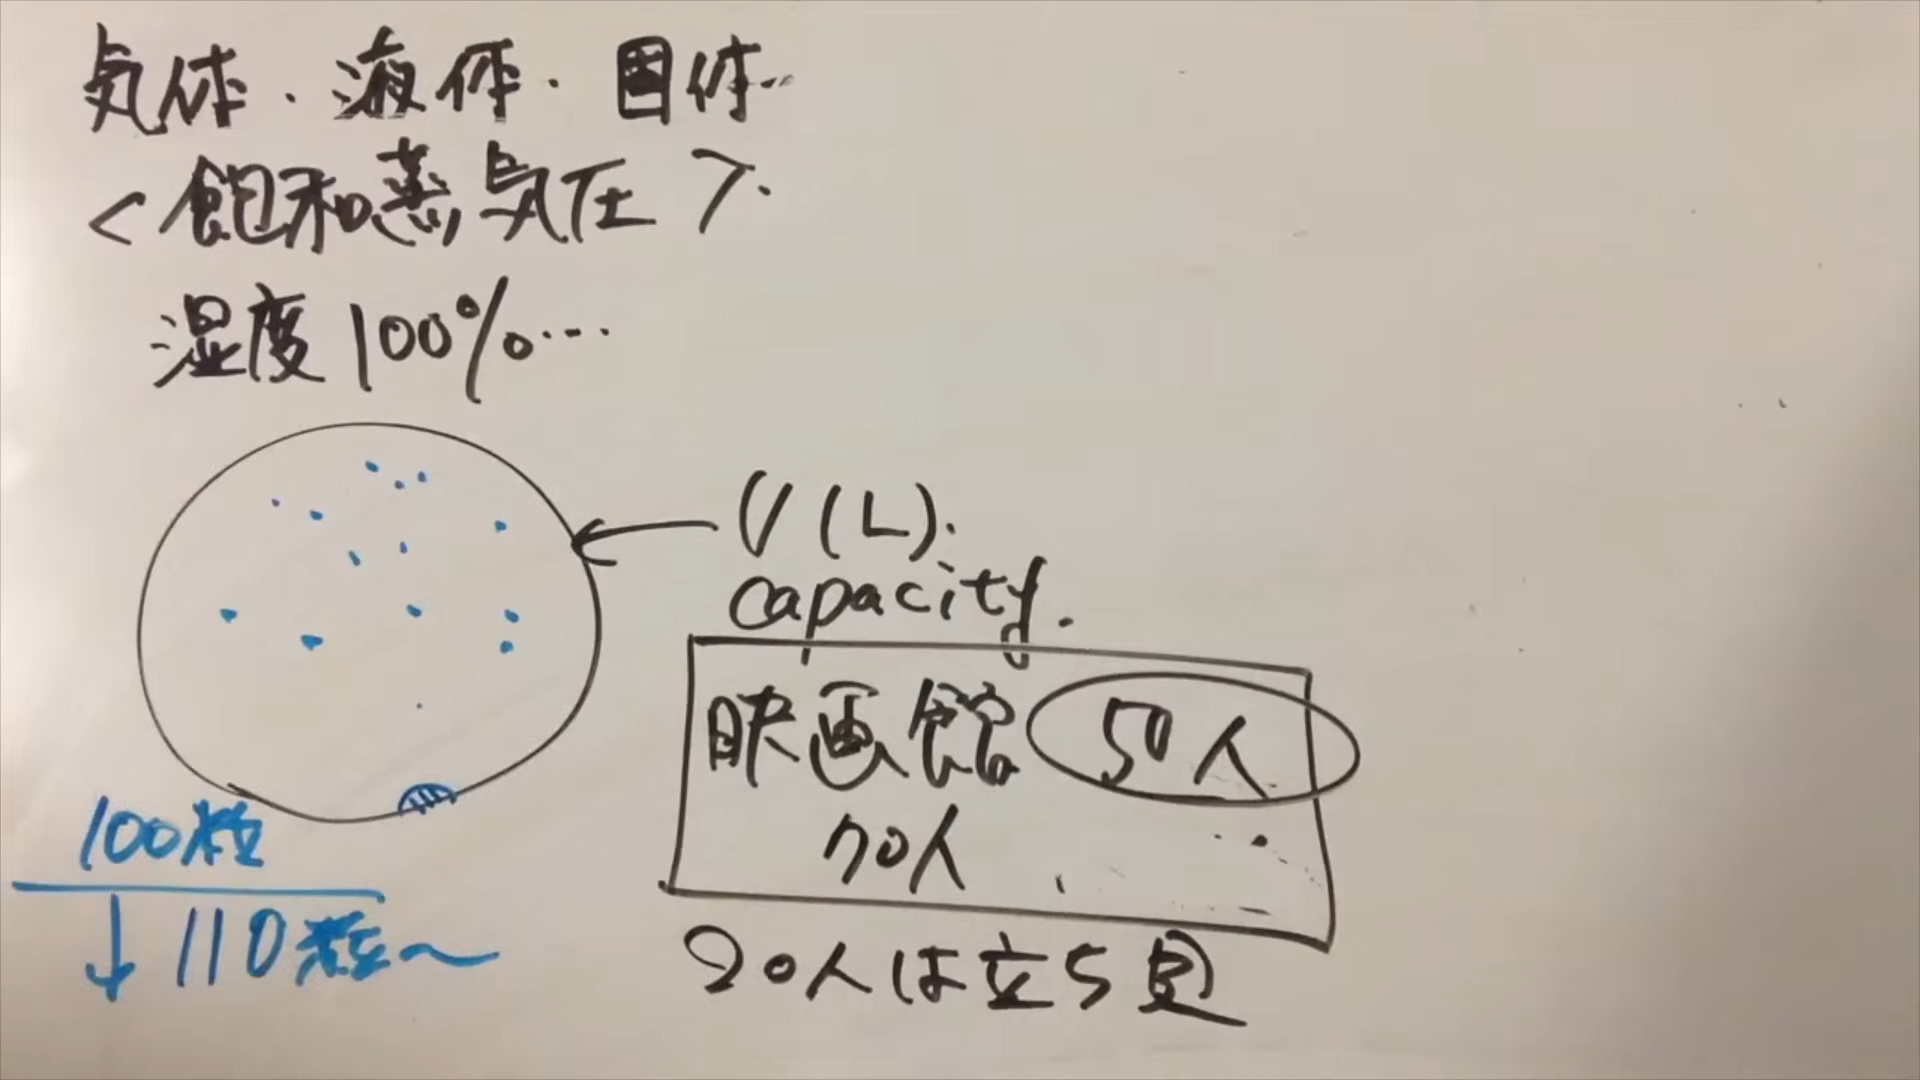 気体・液体・固体
<飽和蒸気圧>
湿度100%…
V(L).
capacity.
映画館 50人
70人
20人は立ち見
100粒
↓110粒〜